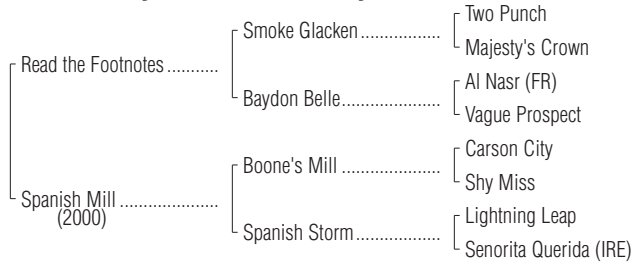 Two Punch
Smoke Glacken
Majesty's Crown
Read the Footnotes
Al Nasr (FR)
Baydon Belle
Vague Prospect
Carson City
Boone's Mill
Shy Miss
Spanish Mill
(2000)
Lightning Leap
Spanish Storm
Senorita Querida (IRE)